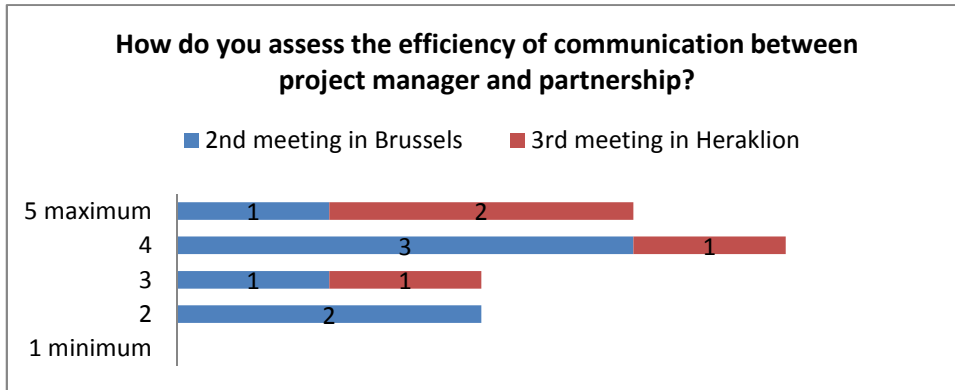 How do you assess the efficiency of communication between
project manager and partnership?
2nd meeting in Brussels 3rd meeting in Heraklion
5 maximum 1 2
4 3 1
3 1 1
2 2
1 minimum